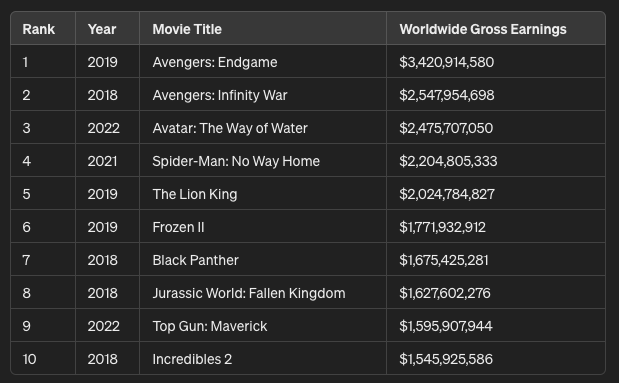 Rank Year Movie Title Worldwide Gross Earnings
1 2019 Avengers: Endgame $3,420,914,580
2 2018 Avengers: Infinity War $2,547,954,698
3 2022 Avatar: The Way of Water $2,475,707,050
4 2021 Spider-Man: No Way Home $2,204,805,333
5 2019 The Lion King $2,024,784,827
6 2019 Frozen II $1,771,932,912
7 2018 Black Panther $1,675,425,281
8 2018 Jurassic World: Fallen Kingdom $1,627,602,276
9 2022 Top Gun: Maverick $1,595,907,944
10 2018 Incredibles 2 $1,545,925,586